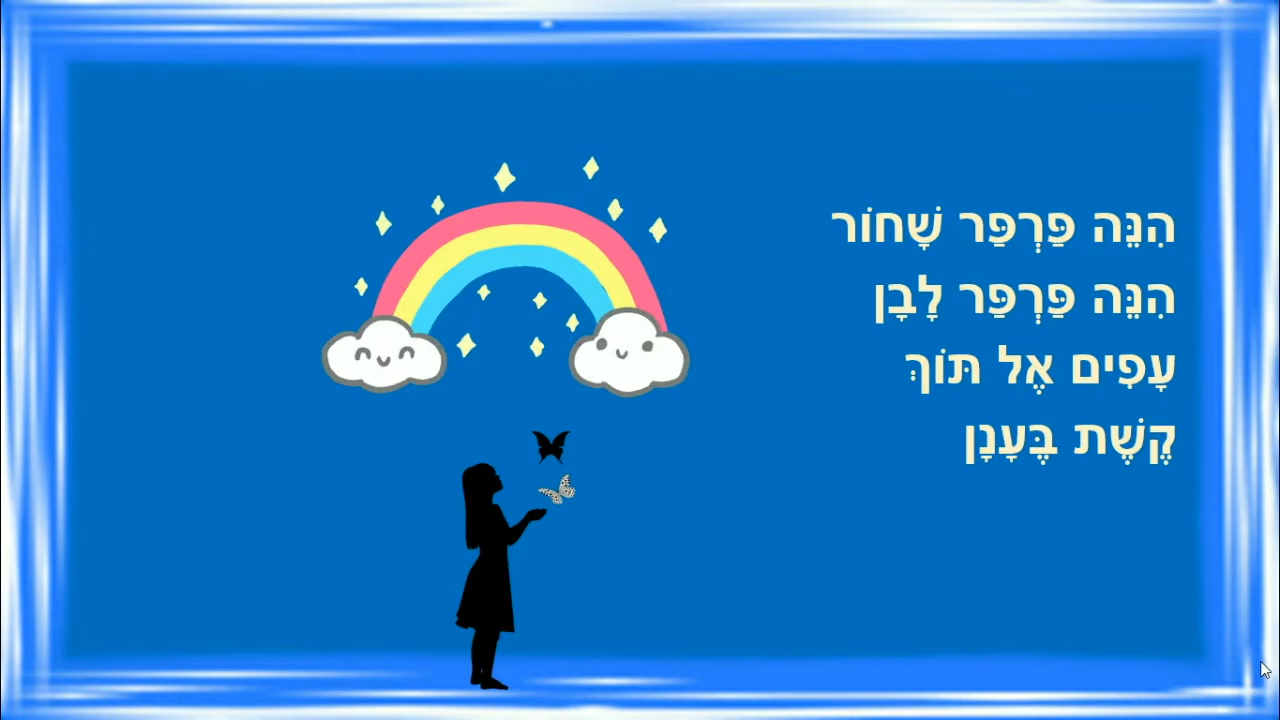 הִנֵּה פַּרְפַּר שָׁחוֹר
הִנֵּה פַּרְפַּר לָבָן
עָפִים אֶל תּוֹךְ
קֶשֶׁת בֶּעָנָן